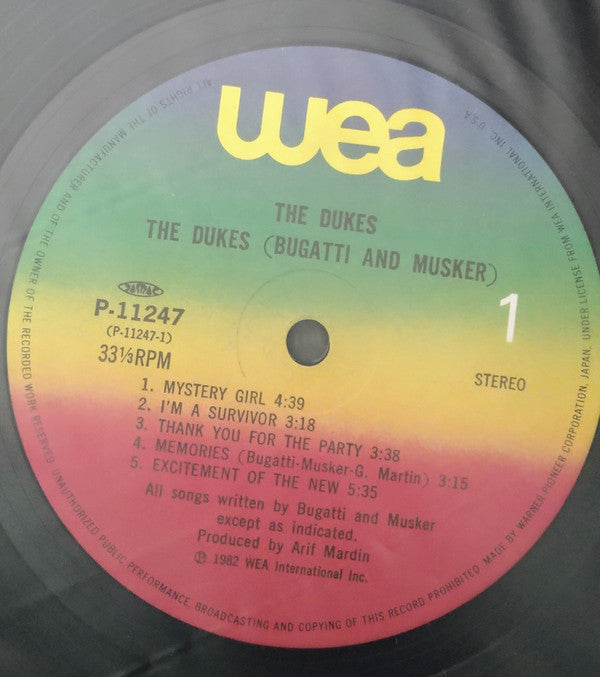 wea
THE DUKES
THE DUKES (BUGATTI AND MUSKER)
JASRAC
P-11247
(P-11247-1)
33⅓RPM
1
STEREO
1. MYSTERY GIRL 4:39
2. I'M A SURVIVOR 3:18
3. THANK YOU FOR THE PARTY 3:38
4. MEMORIES (Bugatti-Musker-G. Martin) 3:15
5. EXCITEMENT OF THE NEW 5:35
All songs written by Bugatti and Musker
except as indicated.
Produced by Arif Mardin
℗ 1982 WEA International Inc.
ALL RIGHTS OF THE MANUFACTURER AND OF THE OWNER OF THE RECORDED WORK RESERVED. UNAUTHORIZED PUBLIC PERFORMANCE, BROADCASTING AND COPYING OF THIS RECORD PROHIBITED. MADE BY WARNER PIONEER CORPORATION, JAPAN, UNDER LICENSE FROM WEA INTERNATIONAL INC. U.S.A.